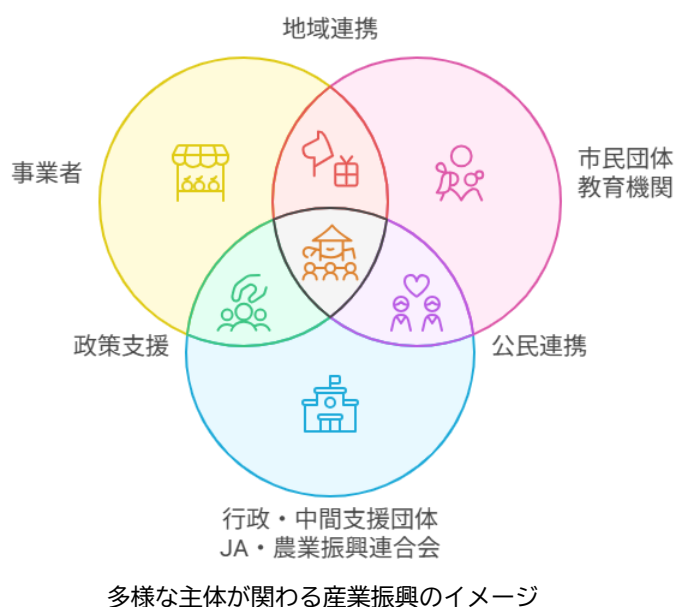 地域連携
事業者
市民団体
教育機関
政策支援
公民連携
行政・中間支援団体
JA・農業振興連合会
多様な主体が関わる産業振興のイメージ